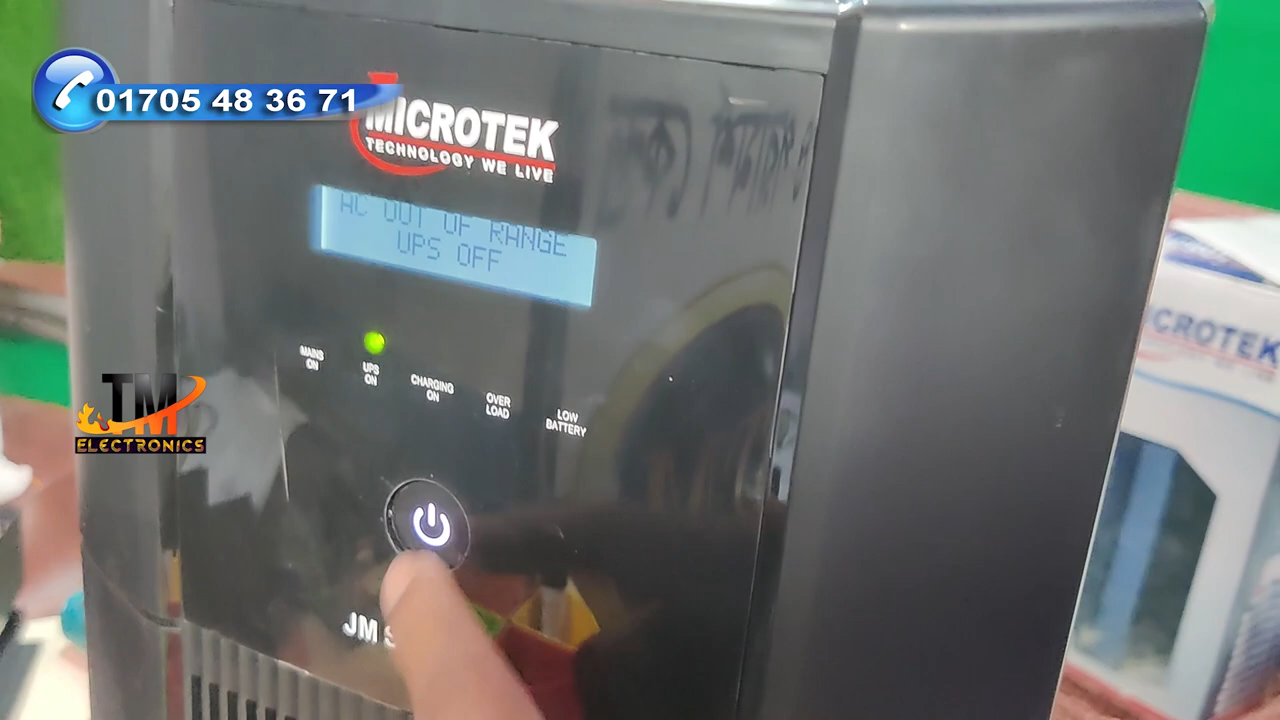 01705 48 36 71
MICROTEK
TECHNOLOGY WE LIVE
AC OUT OF RANGE
UPS OFF
MAINS
ON
UPS
ON
CHARGING
ON
OVER
LOAD
LOW
BATTERY
TM
ELECTRONICS
JM
MICROTEK